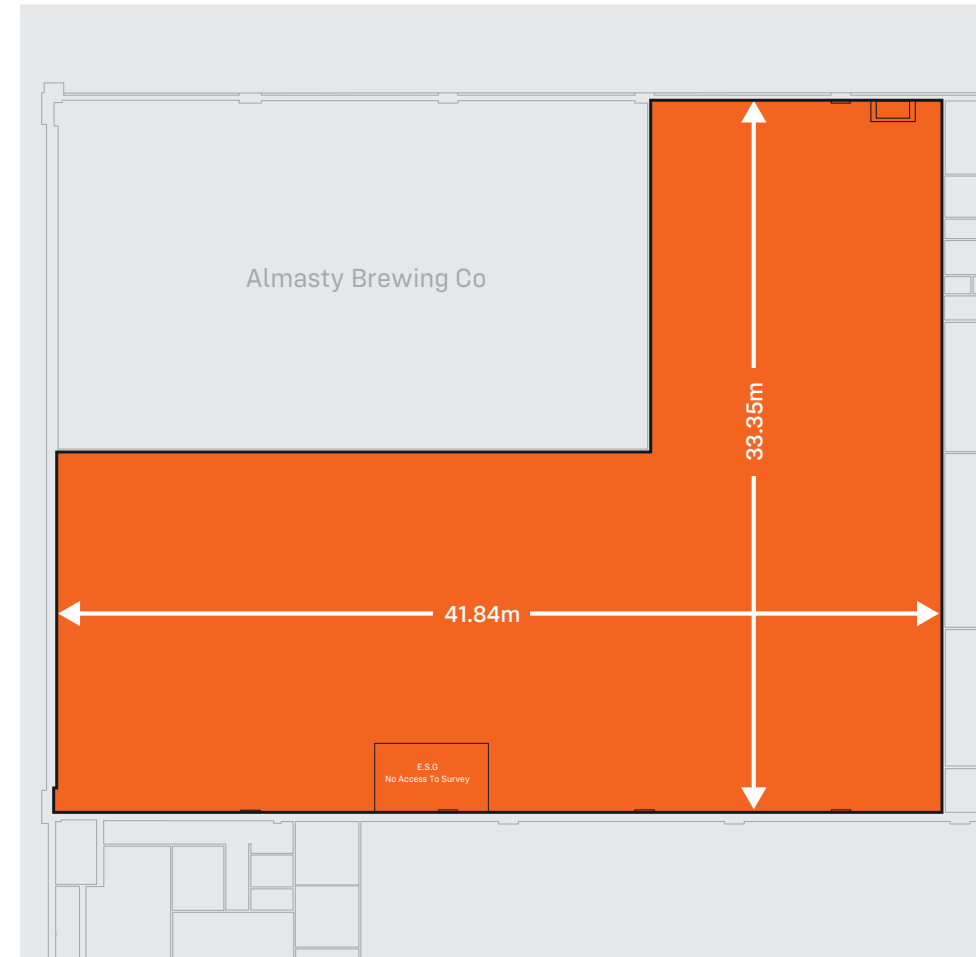 Almasty Brewing Co
33.35m
41.84m
E.S.G
No Access To Survey